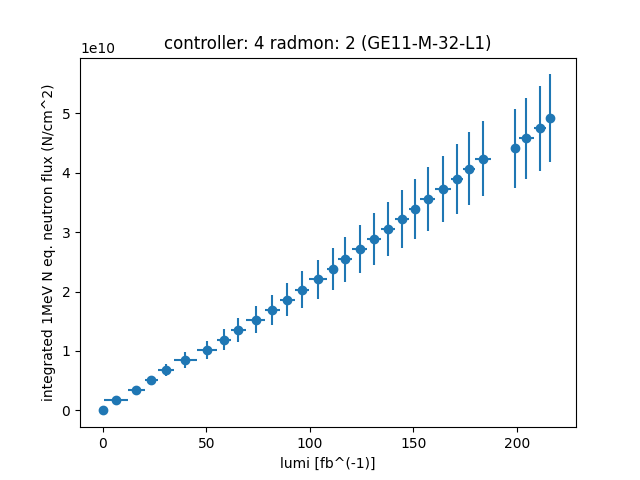 controller: 4 radmon: 2 (GE11-M-32-L1)
1e10
integrated 1MeV N eq. neutron flux (N/cm^2)
5
4
3
2
1
0
0 50 100 150 200
lumi [fb^(-1)]